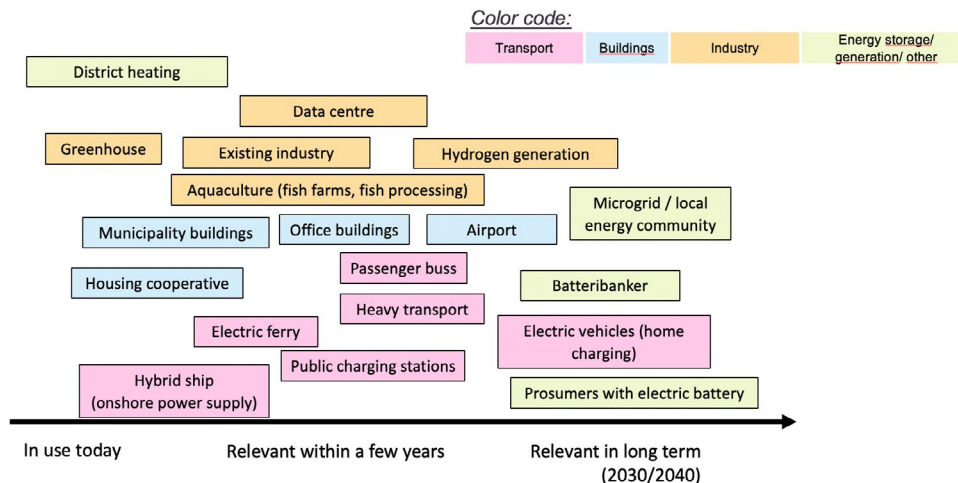 Color code:
Transport
Buildings
Industry
Energy storage/
generation/ other
District heating
Data centre
Greenhouse
Existing industry
Hydrogen generation
Aquaculture (fish farms, fish processing)
Microgrid / local
energy community
Municipality buildings
Office buildings
Airport
Passenger buss
Housing cooperative
Batteribanker
Heavy transport
Electric ferry
Electric vehicles (home
charging)
Public charging stations
Hybrid ship
(onshore power supply)
Prosumers with electric battery
In use today
Relevant within a few years
Relevant in long term
(2030/2040)